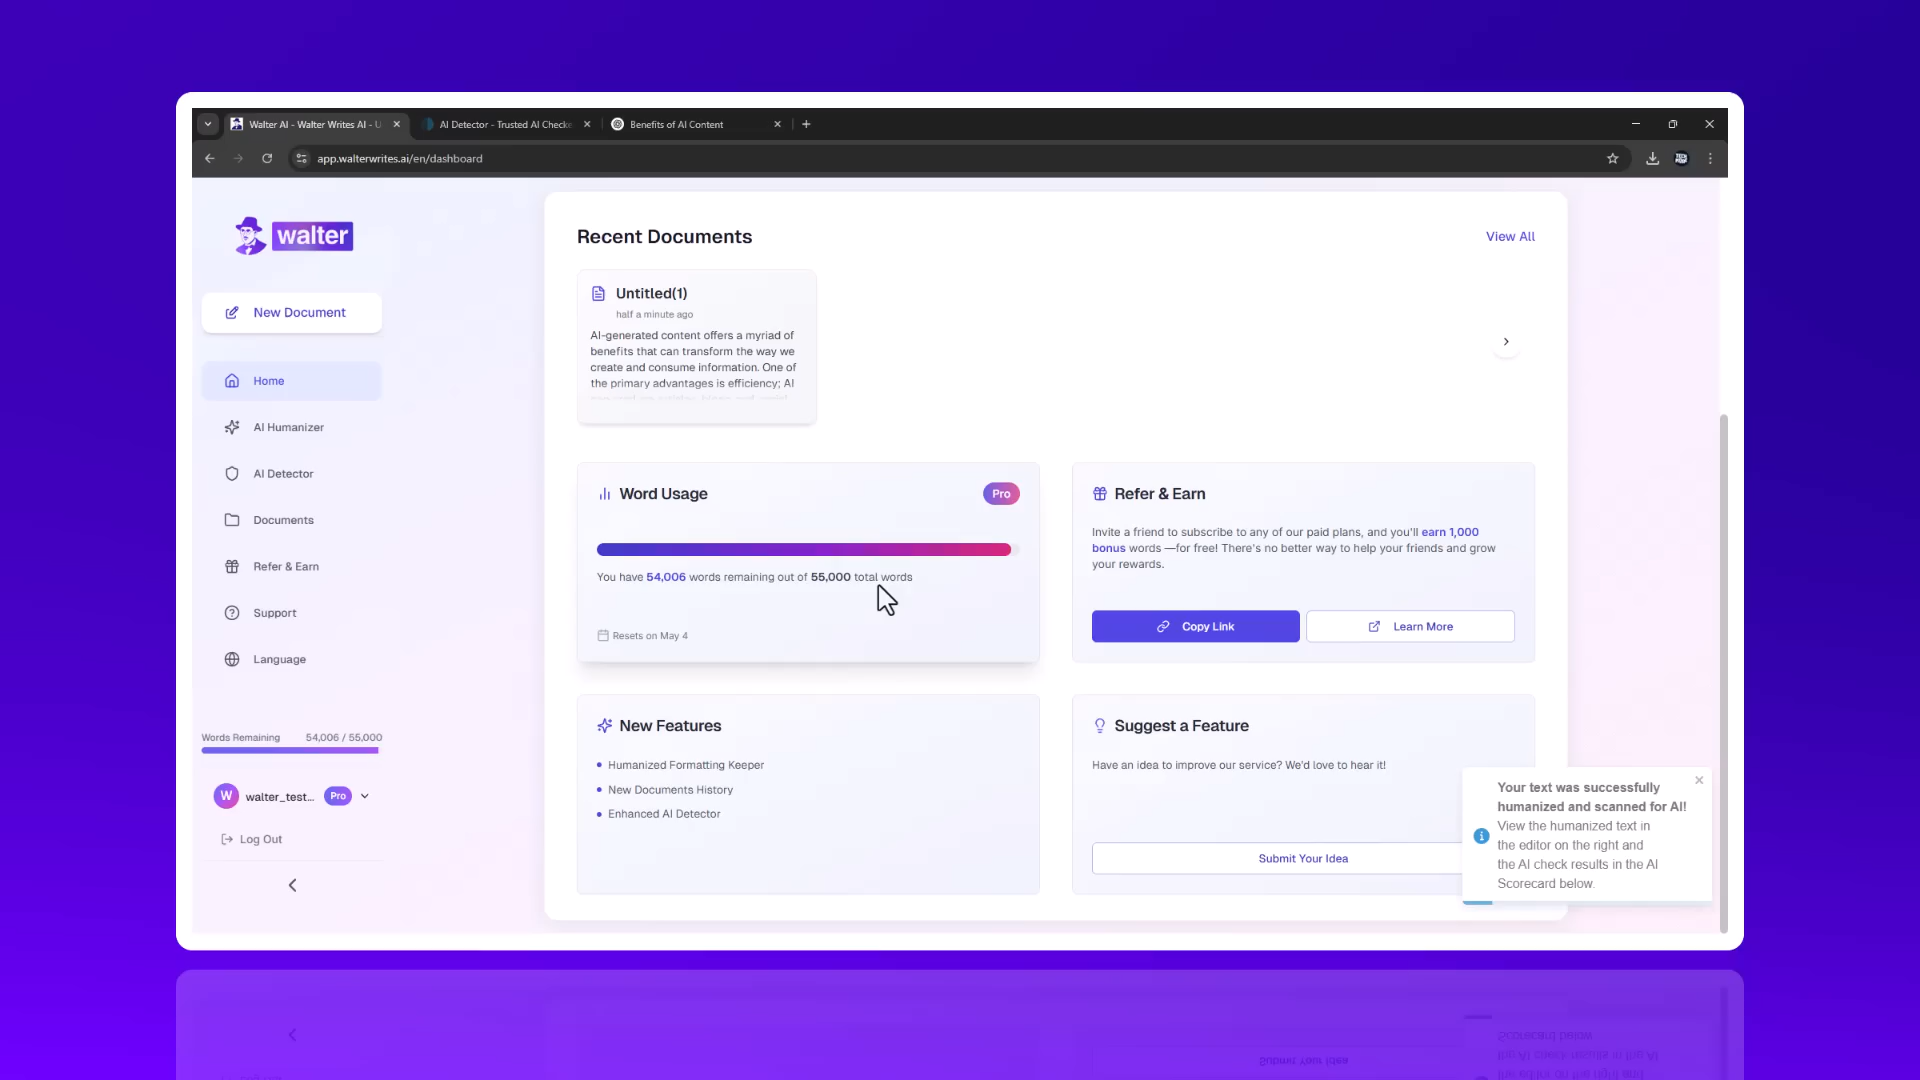 Walter AI - Walter Writes AI - U
AI Detector - Trusted AI Checke
Benefits of AI Content
app.walterwrites.ai/en/dashboard
walter
New Document
Home
AI Humanizer
AI Detector
Documents
Refer & Earn
Support
Language
Words Remaining 54,006 / 55,000
W walter_test... Pro
Log Out
Recent Documents
View All
Untitled(1)
half a minute ago
AI-generated content offers a myriad of
benefits that can transform the way we
create and consume information. One of
the primary advantages is efficiency; AI
Word Usage
Pro
You have 54,006 words remaining out of 55,000 total words
Resets on May 4
Refer & Earn
Invite a friend to subscribe to any of our paid plans, and you'll earn 1,000
bonus words —for free! There's no better way to help your friends and grow
your rewards.
Copy Link
Learn More
New Features
Humanized Formatting Keeper
New Documents History
Enhanced AI Detector
Suggest a Feature
Have an idea to improve our service? We'd love to hear it!
Submit Your Idea
Your text was successfully
humanized and scanned for AI!
View the humanized text in
the editor on the right and
the AI check results in the AI
Scorecard below.